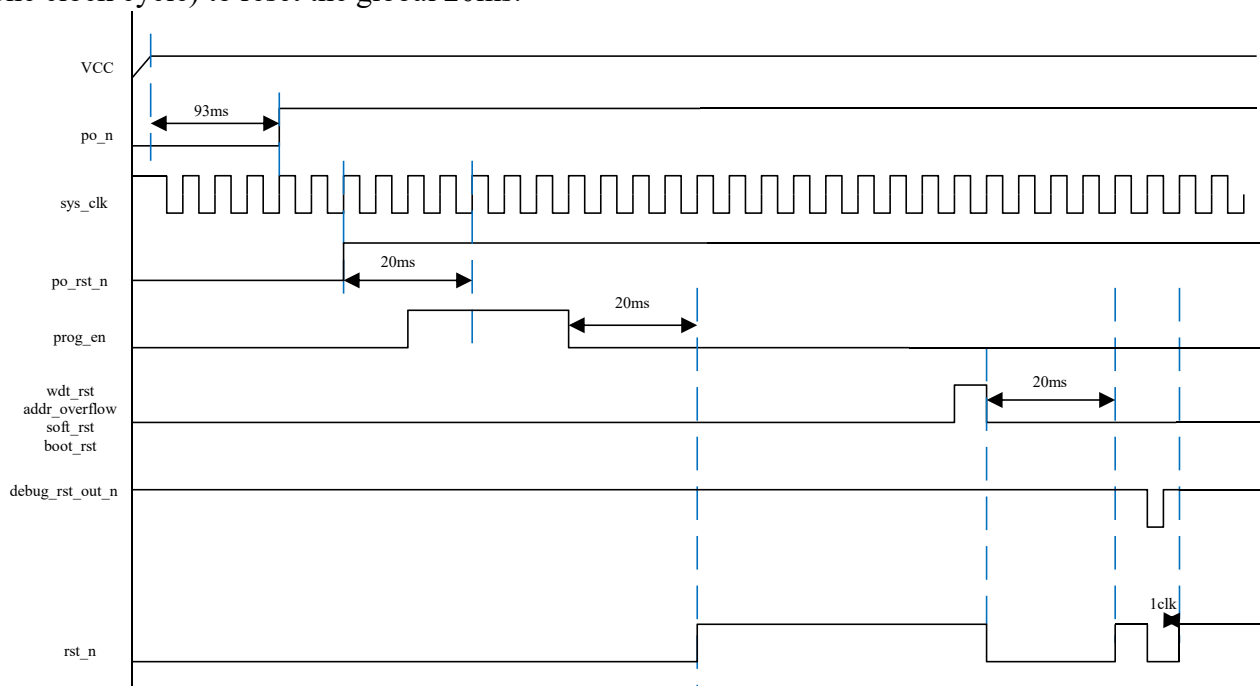 VCC
93ms
po_n
sys_clk
20ms
po_rst_n
20ms
prog_en
wdt_rst
addr_overflow
soft_rst
boot_rst
20ms
debug_rst_out_n
1clk
rst_n